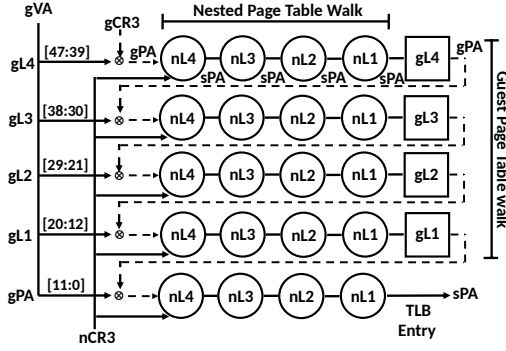 gVA
Nested Page Table Walk
gCR3
gL4 [47:39] ⊗ gPA nL4 nL3 nL2 nL1 gL4 gPA
sPA sPA sPA sPA
gL3 [38:30] ⊗ nL4 nL3 nL2 nL1 gL3
gL2 [29:21] ⊗ nL4 nL3 nL2 nL1 gL2
gL1 [20:12] ⊗ nL4 nL3 nL2 nL1 gL1
gPA [11:0] ⊗ nL4 nL3 nL2 nL1 sPA
TLB
Entry
nCR3
Guest Page Table walk